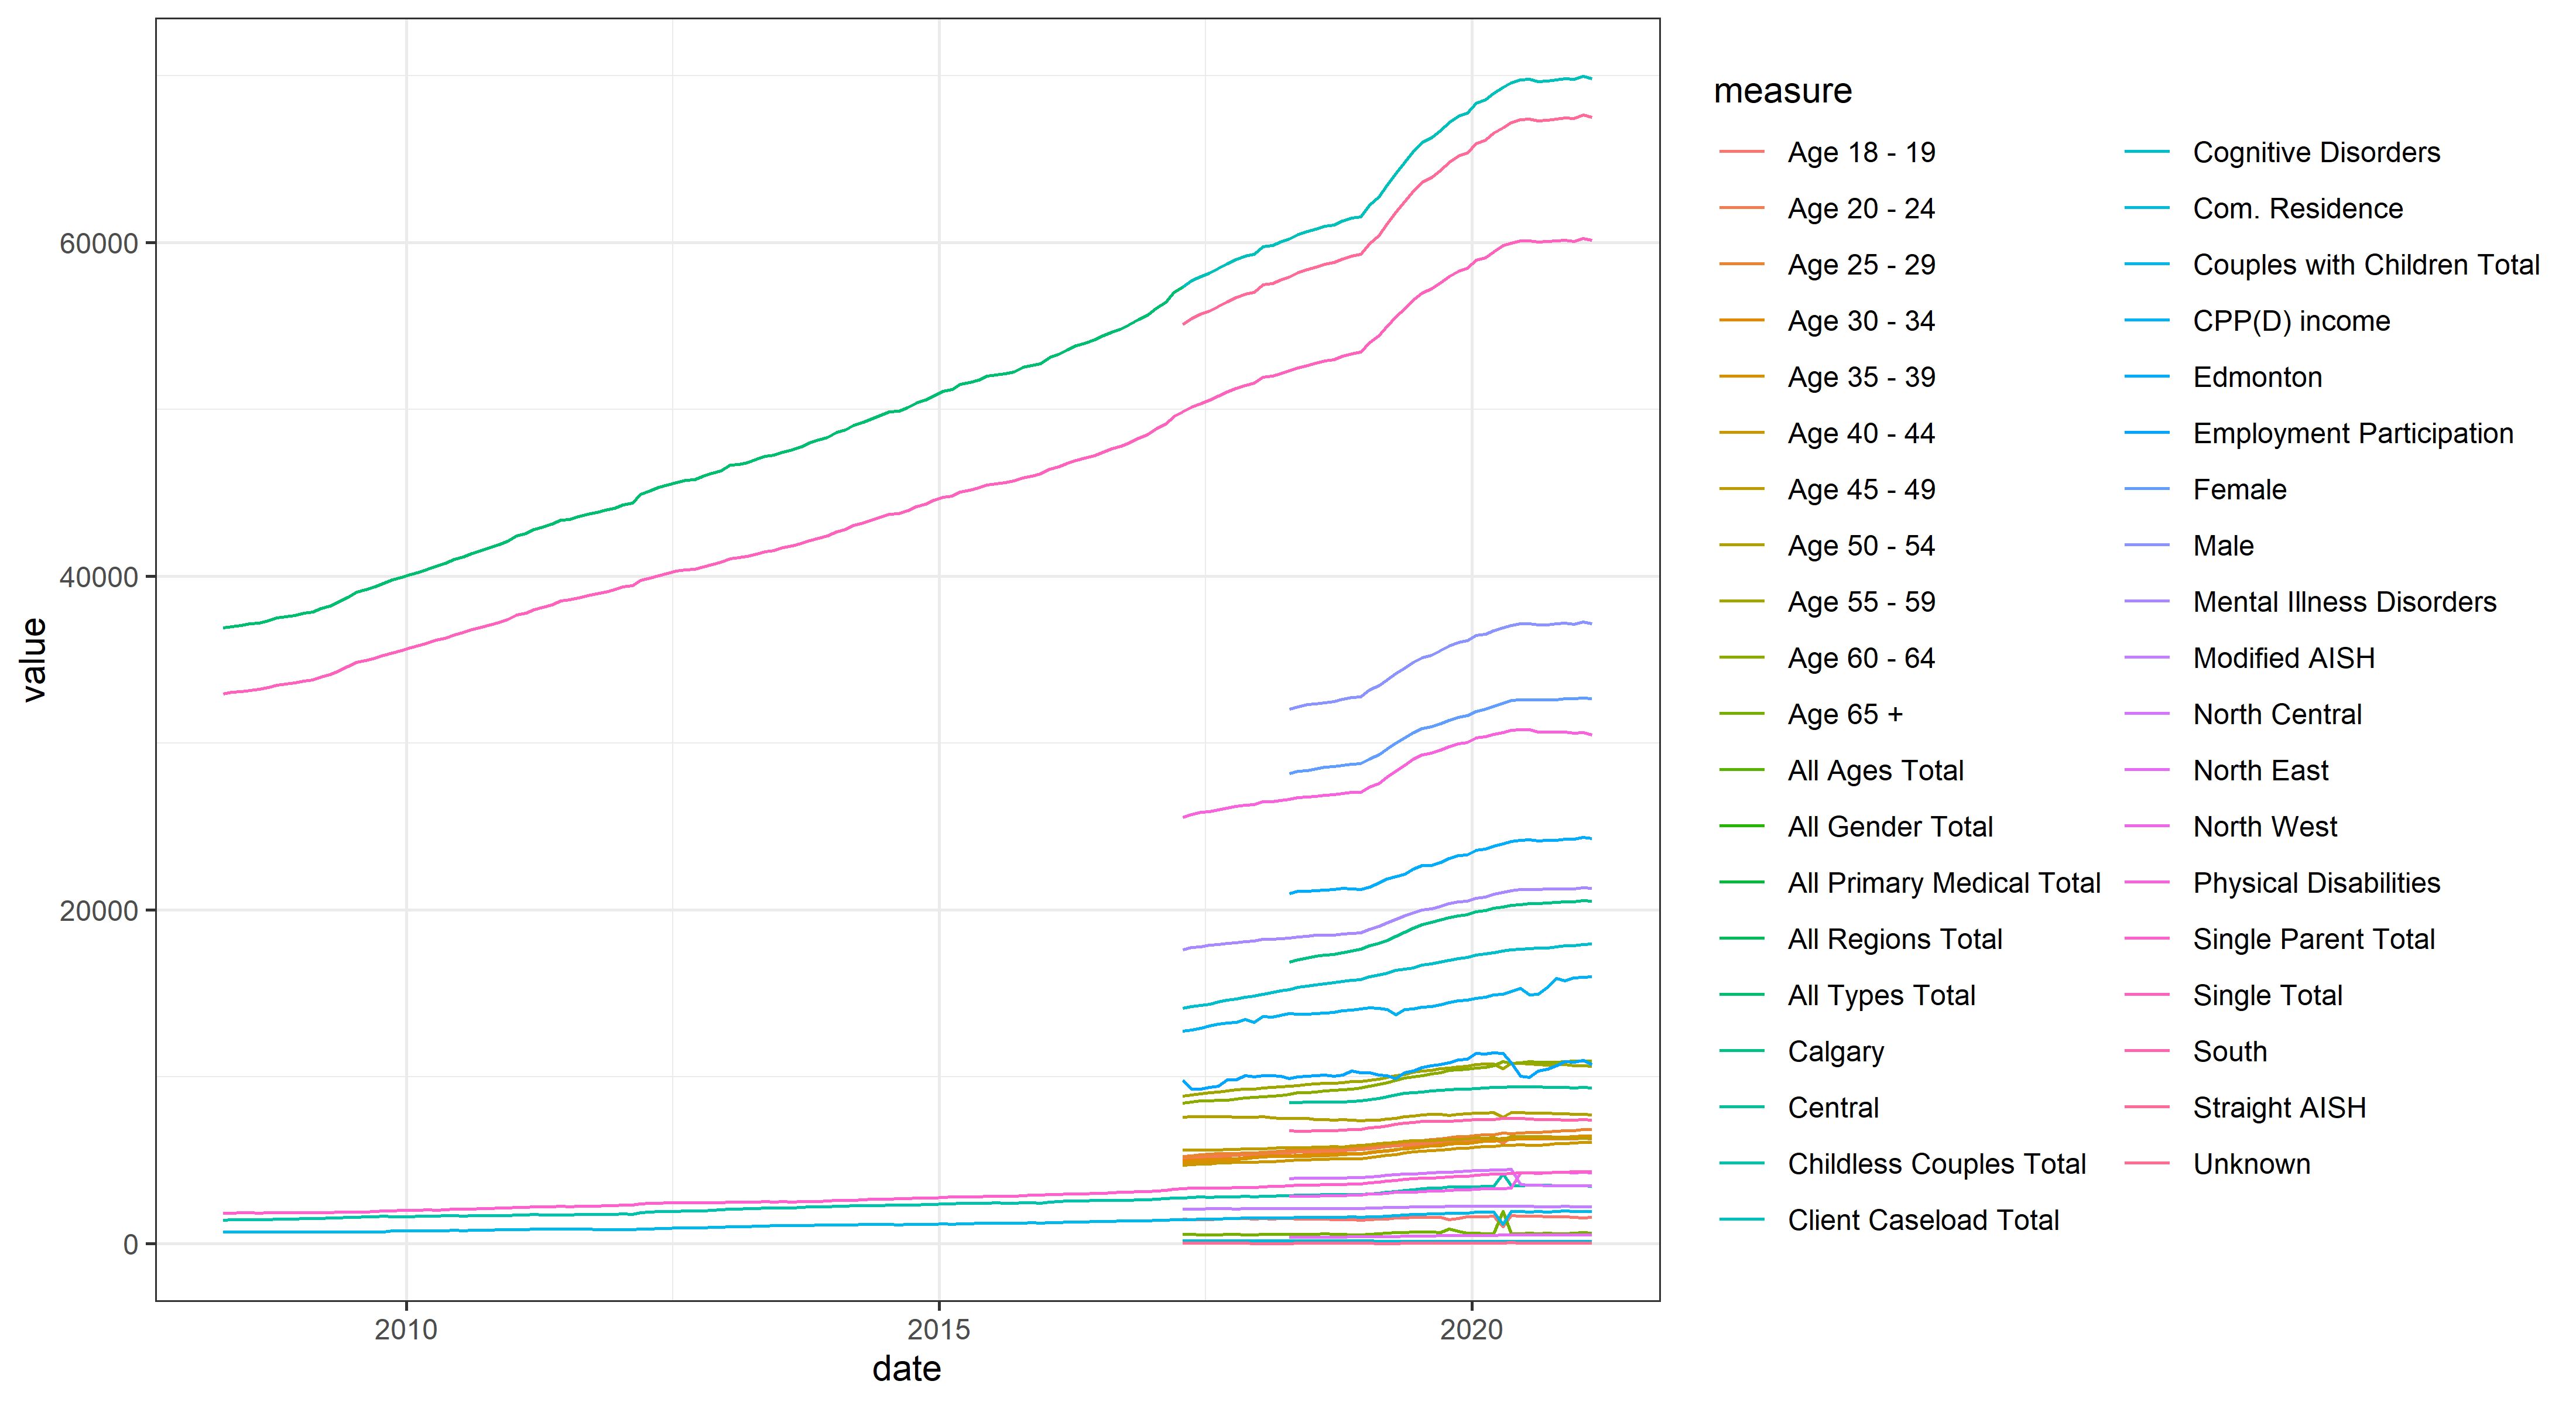 value
60000
40000
20000
0
2010
2015
2020
date
measure
Age 18 - 19
Age 20 - 24
Age 25 - 29
Age 30 - 34
Age 35 - 39
Age 40 - 44
Age 45 - 49
Age 50 - 54
Age 55 - 59
Age 60 - 64
Age 65 +
All Ages Total
All Gender Total
All Primary Medical Total
All Regions Total
All Types Total
Calgary
Central
Childless Couples Total
Client Caseload Total
Cognitive Disorders
Com. Residence
Couples with Children Total
CPP(D) income
Edmonton
Employment Participation
Female
Male
Mental Illness Disorders
Modified AISH
North Central
North East
North West
Physical Disabilities
Single Parent Total
Single Total
South
Straight AISH
Unknown